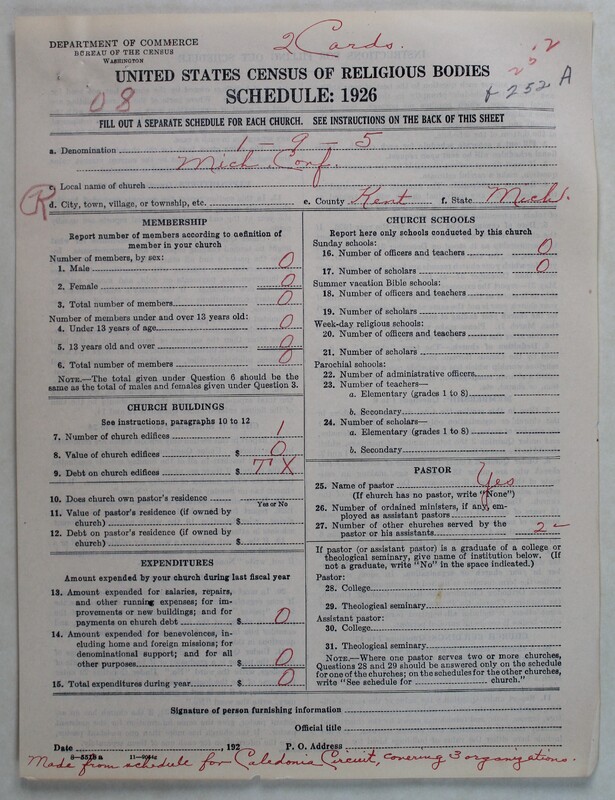 DEPARTMENT OF COMMERCE
BUREAU OF THE CENSUS
WASHINGTON
2 Cards.
UNITED STATES CENSUS OF RELIGIOUS BODIES
SCHEDULE: 1926
08
252 A
FILL OUT A SEPARATE SCHEDULE FOR EACH CHURCH. SEE INSTRUCTIONS ON THE BACK OF THIS SHEET
a. Denomination 1-9-5
Mich. Conf.
c. Local name of church
R
d. City, town, village, or township, etc. e. County Kent f. State Mich.
MEMBERSHIP
Report number of members according to definition of
member in your church
Number of members, by sex:
1. Male 0
2. Female 0
3. Total number of members 0
Number of members under and over 13 years old:
4. Under 13 years of age 0
5. 13 years old and over 0
6. Total number of members 0
NOTE.—The total given under Question 6 should be
same as the total of males and females given under Question 3.
CHURCH BUILDINGS
See instructions, paragraphs 10 to 12
7. Number of church edifices 1
8. Value of church edifices $ 0
9. Debt on church edifices $ X
10. Does church own pastor's residence
Yes or No
11. Value of pastor's residence (if owned by
church) $
12. Debt on pastor's residence (if owned by
church) $
EXPENDITURES
Amount expended by your church during last fiscal year
13. Amount expended for salaries, repairs,
and other running expenses; for im-
provements or new buildings; and for
payments on church debt $ 0
14. Amount expended for benevolences, in-
cluding home and foreign missions; for
denominational support; and for all
other purposes $ 0
15. Total expenditures during year $ 0
CHURCH SCHOOLS
Report here only schools conducted by this church
Sunday schools:
16. Number of officers and teachers 0
17. Number of scholars 0
Summer vacation Bible schools:
18. Number of officers and teachers
19. Number of scholars
Week-day religious schools:
20. Number of officers and teachers
21. Number of scholars
Parochial schools:
22. Number of administrative officers
23. Number of teachers—
a. Elementary (grades 1 to 8)
b. Secondary
24. Number of scholars—
a. Elementary (grades 1 to 8)
b. Secondary
PASTOR
25. Name of pastor Yes
(If church has no pastor, write "None")
26. Number of ordained ministers, if any, em-
ployed as assistant pastors
27. Number of other churches served by the
pastor or his assistants 2-
If pastor (or assistant pastor) is a graduate of a college or
theological seminary, give name of institution below. (If
not a graduate, write "No" in the space indicated.)
Pastor:
28. College
29. Theological seminary
Assistant pastor:
30. College
31. Theological seminary
NOTE.—Where one pastor serves two or more churches,
Questions 28 and 29 should be answered only on the schedule
for one of the churches; on the schedules for the other churches,
write "See schedule for church."
Signature of person furnishing information
Official title
Date , 192 P. O. Address
8—5518 a
Made from schedule for Caledonia Circuit, covering 3 organizations.